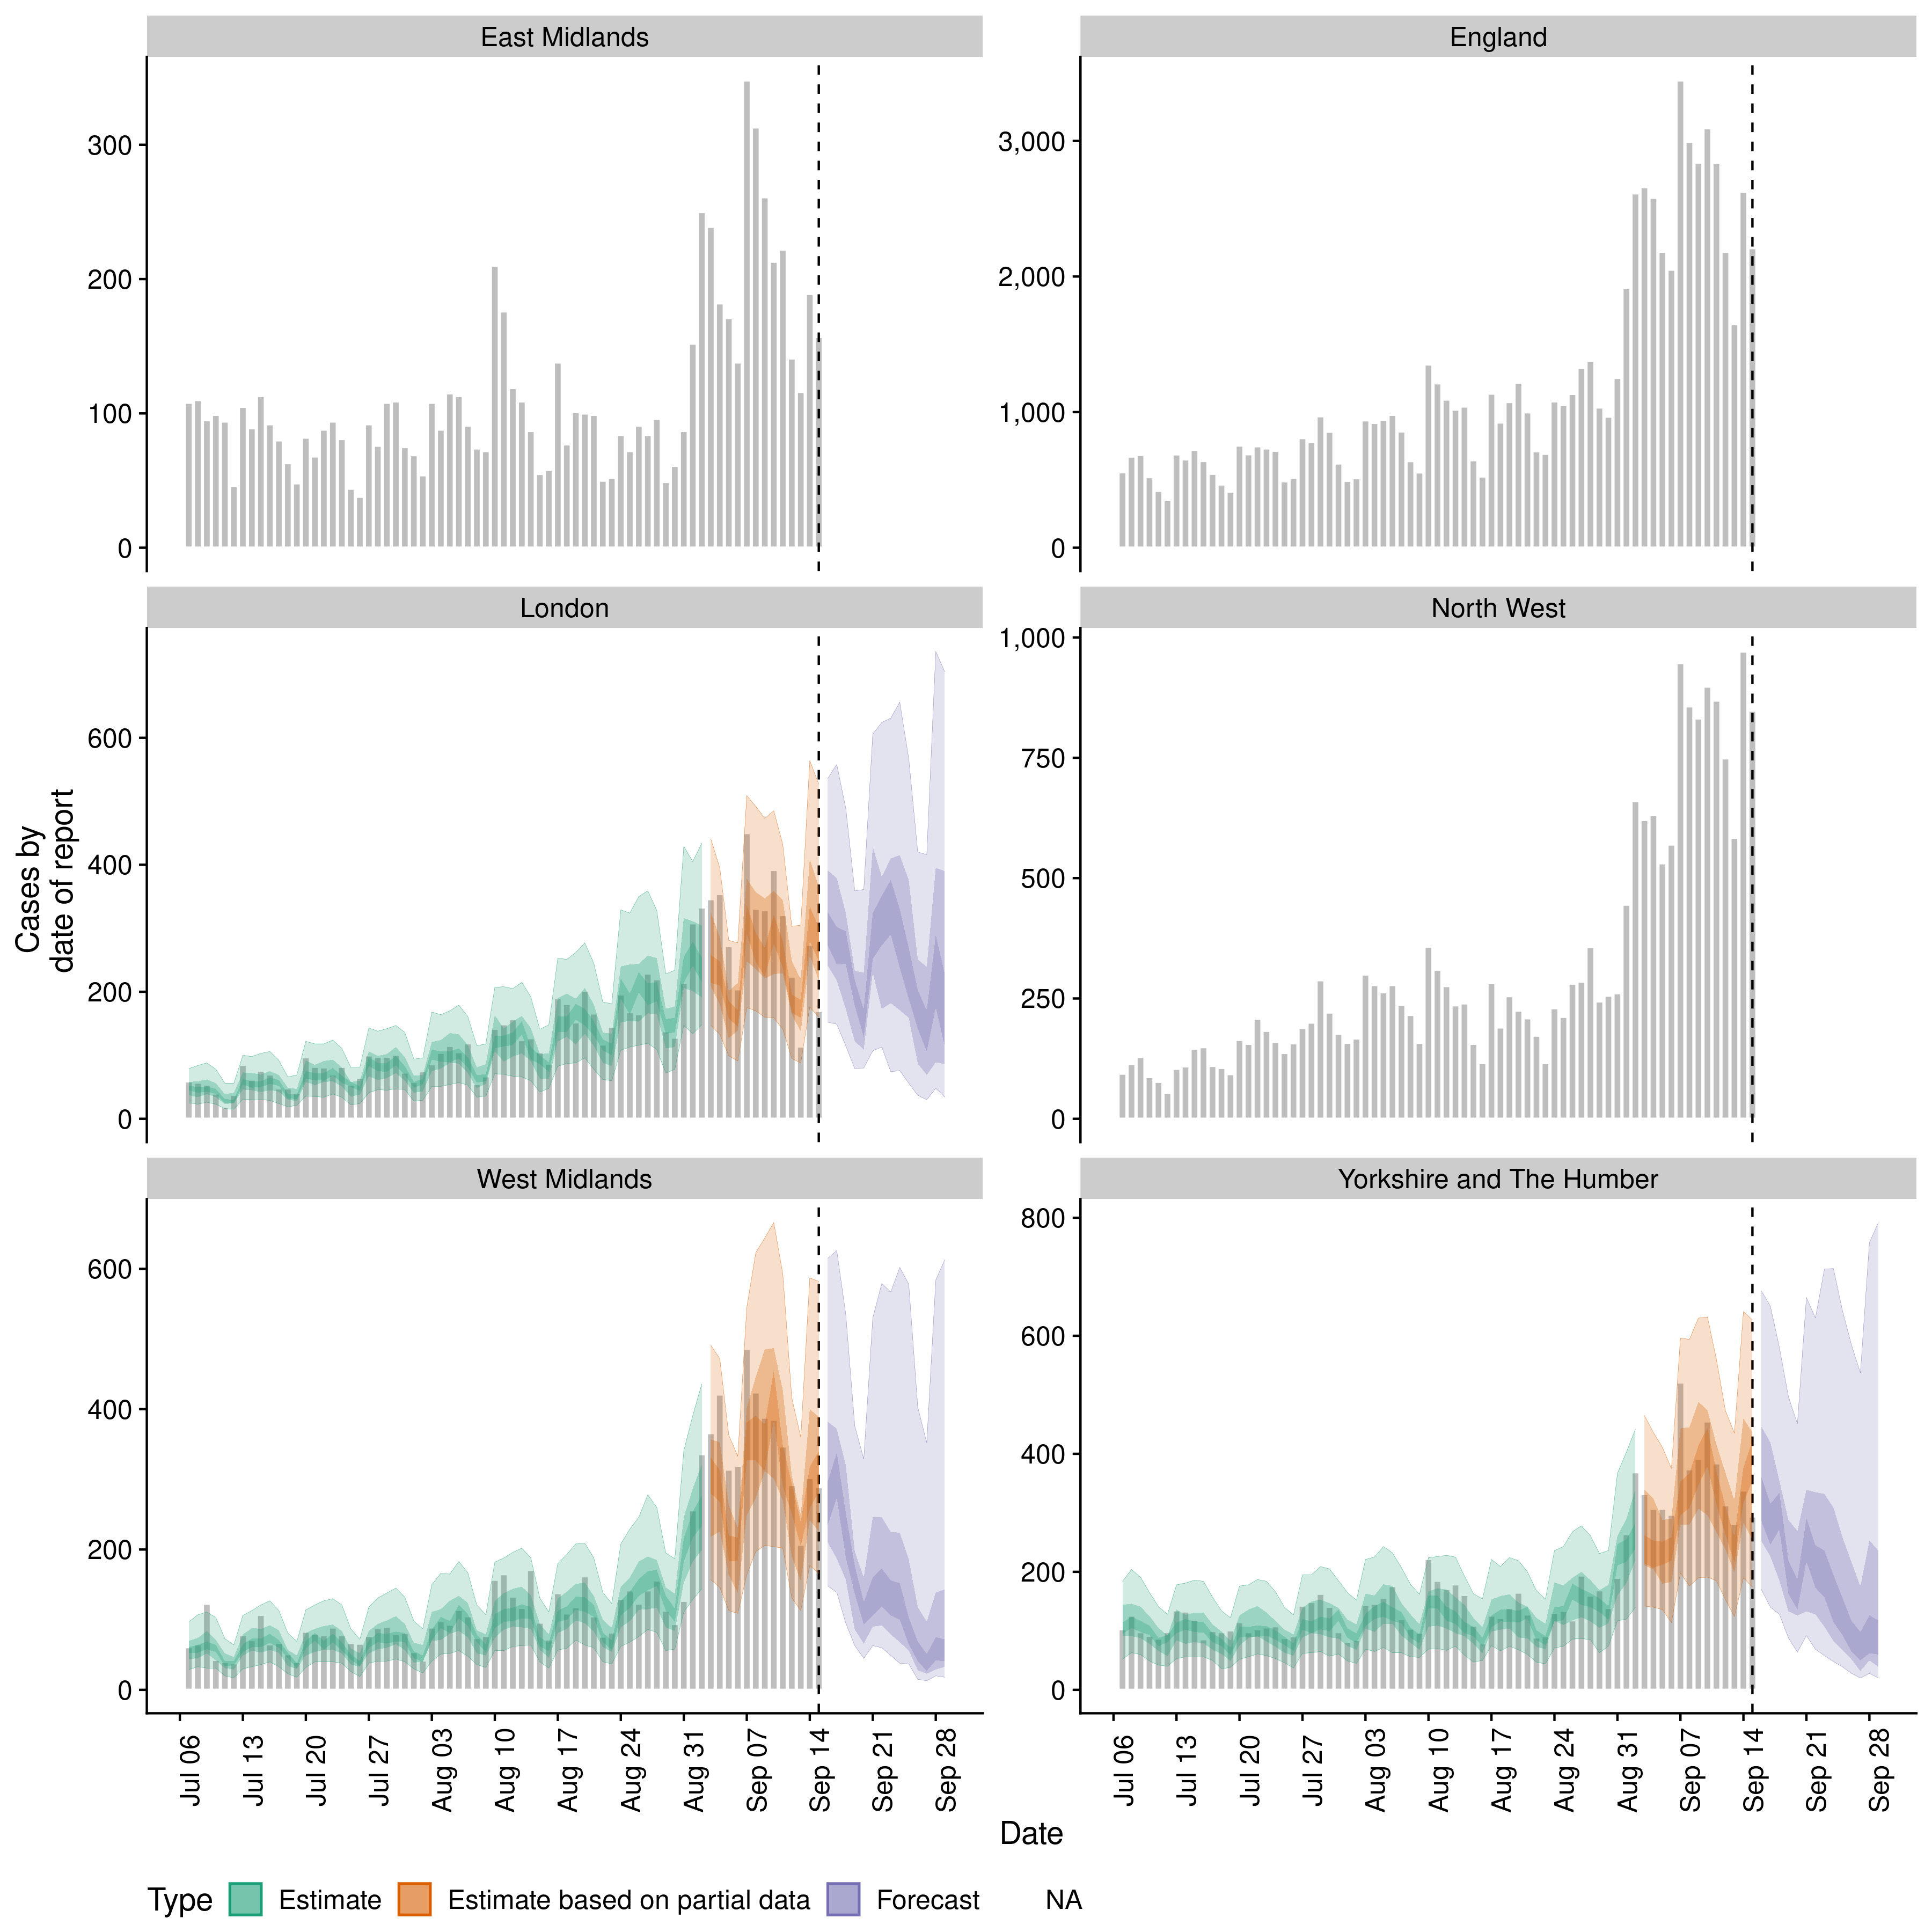 East Midlands
England
300
200
100
0
3,000
2,000
1,000
0
London
North West
600
400
200
0
1,000
750
500
250
0
West Midlands
Yorkshire and The Humber
600
400
200
0
800
600
400
200
0
Cases by
date of report
Jul 06
Jul 13
Jul 20
Jul 27
Aug 03
Aug 10
Aug 17
Aug 24
Aug 31
Sep 07
Sep 14
Sep 21
Sep 28
Jul 06
Jul 13
Jul 20
Jul 27
Aug 03
Aug 10
Aug 17
Aug 24
Aug 31
Sep 07
Sep 14
Sep 21
Sep 28
Date
Type Estimate Estimate based on partial data Forecast NA